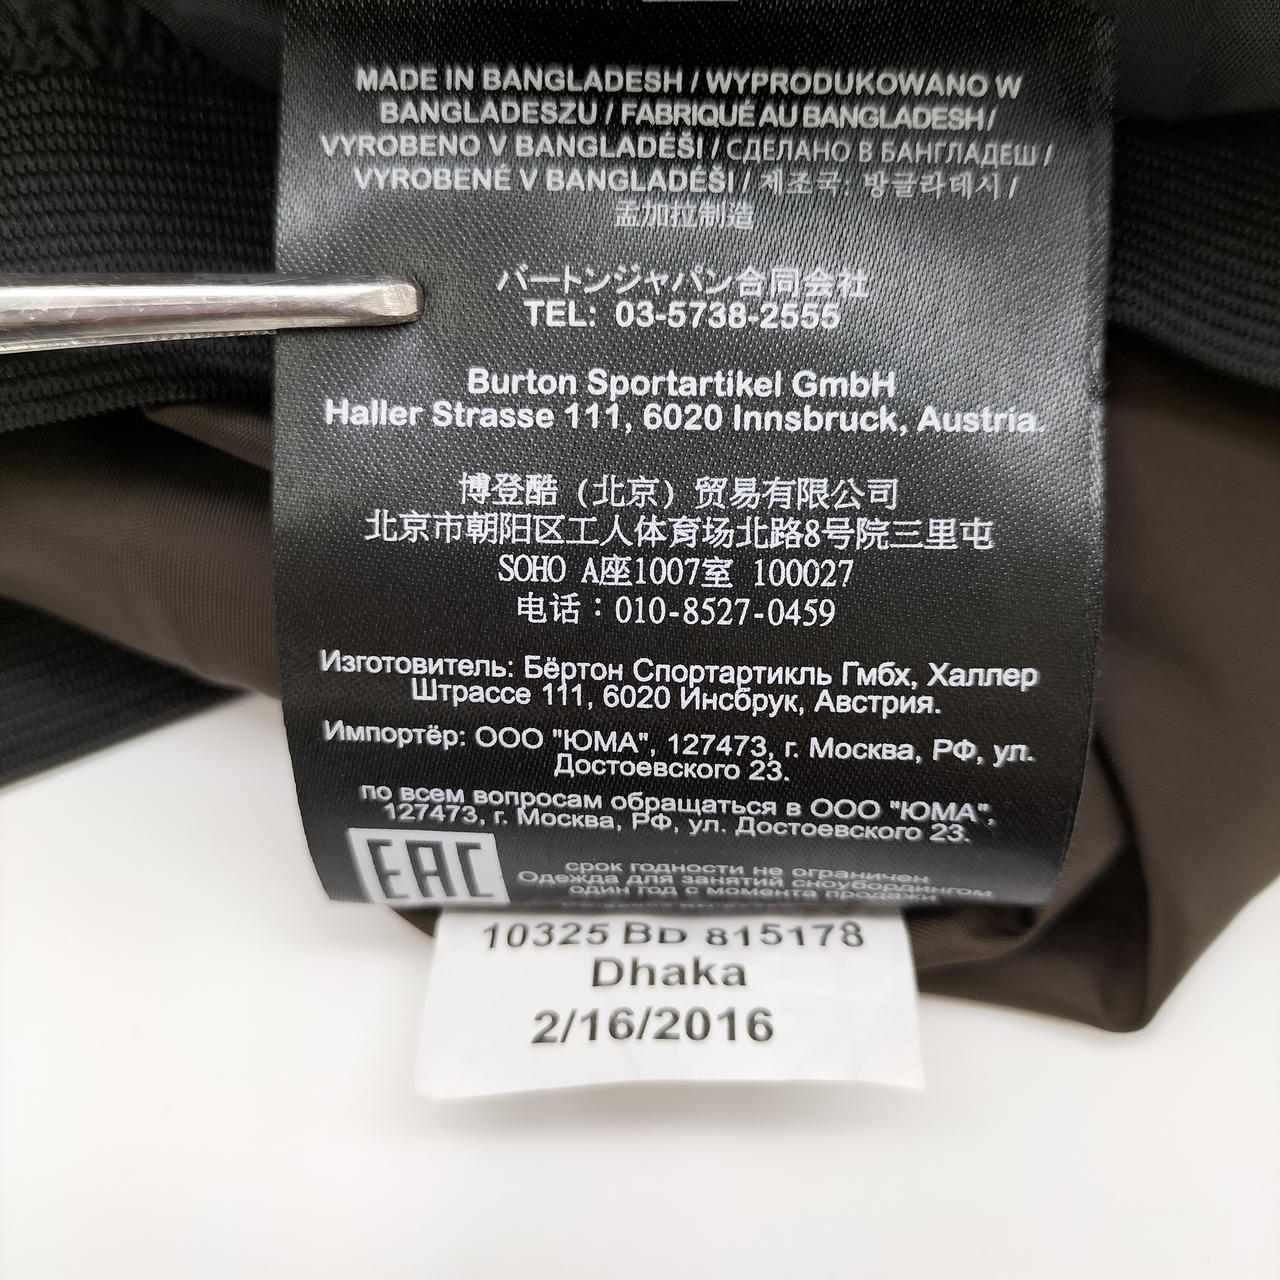 MADE IN BANGLADESH / WYPRODUKOWANO W
BANGLADESZU / FABRIQUÉ AU BANGLADESH /
VYROBENO V BANGLADÉŠI / СДЕЛАНО В БАНГЛАДЕШ /
VYROBENÉ V BANGLADÉŠI / 제조국: 방글라데시 /
孟加拉制造
バートンジャパン合同会社
TEL: 03-5738-2555
Burton Sportartikel GmbH
Haller Strasse 111, 6020 Innsbruck, Austria.
博登酷 (北京) 贸易有限公司
北京市朝阳区工人体育场北路8号院三里屯
SOHO A座1007室 100027
电话：010-8527-0459
Изготовитель: Бёртон Спортартикль Гмбх, Халлер
Штрассе 111, 6020 Инсбрук, Австрия.
Импортёр: ООО "ЮМА", 127473, г. Москва, РФ, ул.
Достоевского 23.
по всем вопросам обращаться в ООО "ЮМА",
127473, г. Москва, РФ, ул. Достоевского 23.
EAC
срок годности не ограничен
Одежда для занятий сноубордингом
один год с момента продажи
10325 BD 815178
Dhaka
2/16/2016